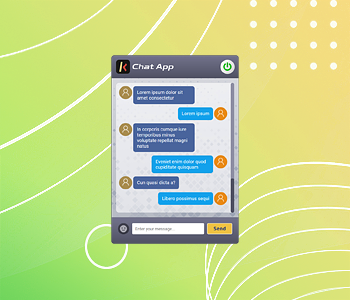 Chat App
Lorem ipsum dolor sit
amet consectetur
Lorem ipsum
In corporis cumque iure
temporibus minus
voluptate repellat magni
natus
Eveniet enim dolor quod
cupiditate quisquam
Cum quasi dicta a?
Libero possimus sequi
Enter your message...
Send